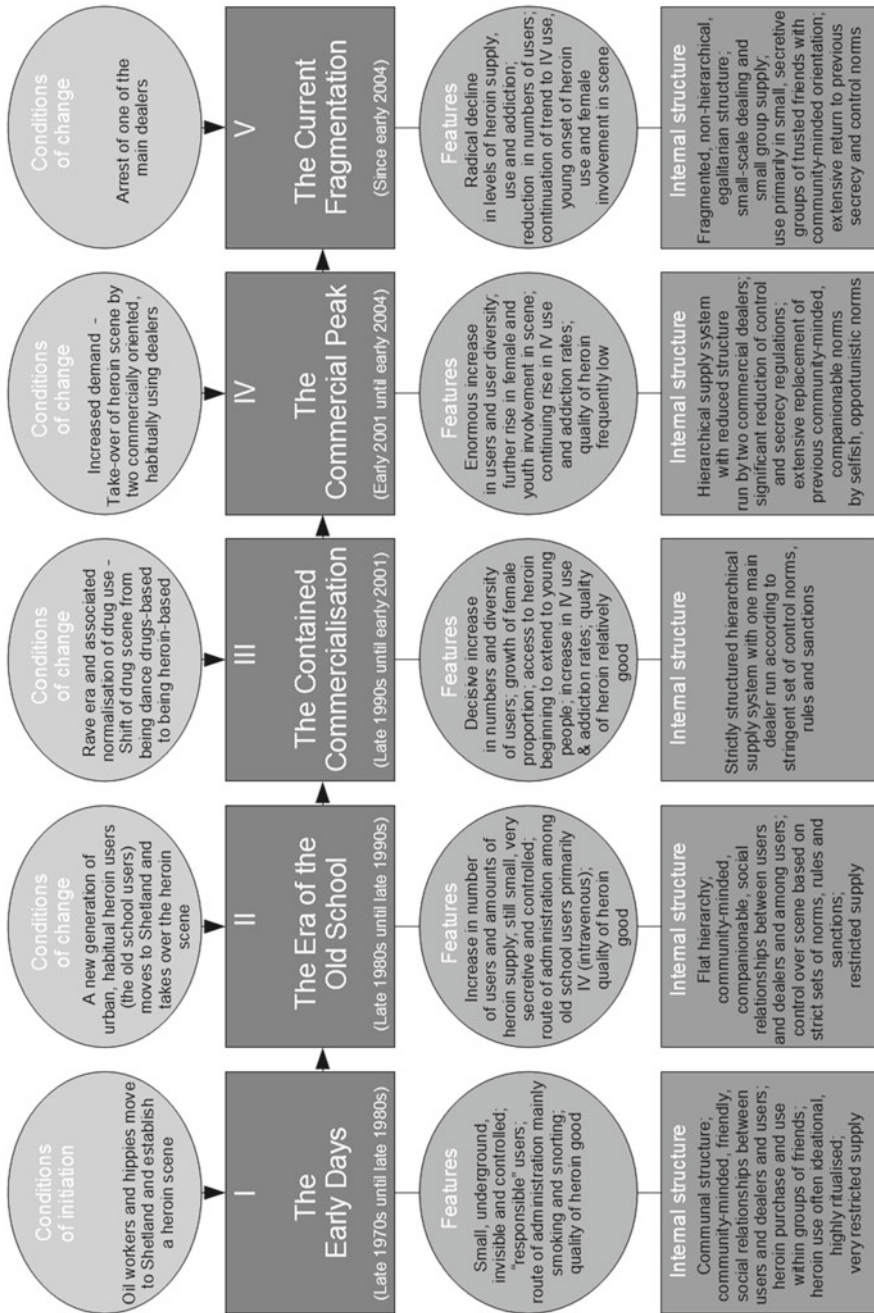 Conditions
of initiation
Oil workers and hippies move
to Shetland and establish
a heroin scene
I
The
Early Days
(Late 1970s until late 1980s)
Features
Small, underground,
invisible and controlled;
"responsible" users;
route of administration mainly
smoking and snorting;
quality of heroin good
Internal structure
Communal structure;
community-minded, friendly,
social relationships between
users and dealers and users;
heroin purchase and use
within groups of friends;
heroin use often ideational,
highly ritualised;
very restricted supply
Conditions
of change
A new generation of
urban, habitual heroin users
(the old school users)
moves to Shetland and
takes over the heroin
scene
II
The Era of the
Old School
(Late 1980s until late 1990s)
Features
Increase in number
of users and amounts of
heroin supply; still small, very
secretive and controlled;
route of administration among
old school users primarily
IV (intravenous);
quality of heroin
good
Internal structure
Flat hierarchy;
community-minded,
companionable, social
relationships between users
and dealers and among users;
control over scene based on
strict sets of norms, rules and
sanctions;
restricted supply
Conditions
of change
Rave era and associated
normalisation of drug use -
Shift of drug scene from
being dance drugs-based
to being heroin-based
III
The Contained
Commercialisation
(Late 1990s until early 2001)
Features
Decisive increase
in numbers and diversity
of users; growth of female
proportion; access to heroin
beginning to extend to young
people; increase in IV use
& addiction rates; quality
of heroin relatively
good
Internal structure
Strictly structured hierarchical
supply system with one main
dealer run according to
stringent set of control norms,
rules and sanctions
Conditions
of change
Increased demand -
Take-over of heroin scene by
two commercially oriented,
habitually using dealers
IV
The
Commercial Peak
(Early 2001 until early 2004)
Features
Enormous increase
in users and user diversity;
further rise in female and
youth involvement in scene;
continuing rise in IV use
and addiction rates;
quality of heroin
frequently low
Internal structure
Hierarchical supply system
with reduced structure
run by two commercial dealers;
significant reduction of control
and secrecy regulations;
extensive replacement of
previous community-minded,
companionable norms
by selfish, opportunistic norms
Conditions
of change
Arrest of one of the
main dealers
V
The Current
Fragmentation
(Since early 2004)
Features
Radical decline
in levels of heroin supply,
use and addiction;
reduction in numbers of users;
continuation of trend to IV use,
young onset of heroin
use and female
involvement in scene
Internal structure
Fragmented, non-hierarchical,
egalitarian structure;
small-scale dealing and
small group supply;
use primarily in small, secretive
groups of trusted friends with
community-minded orientation;
extensive return to previous
secrecy and control norms